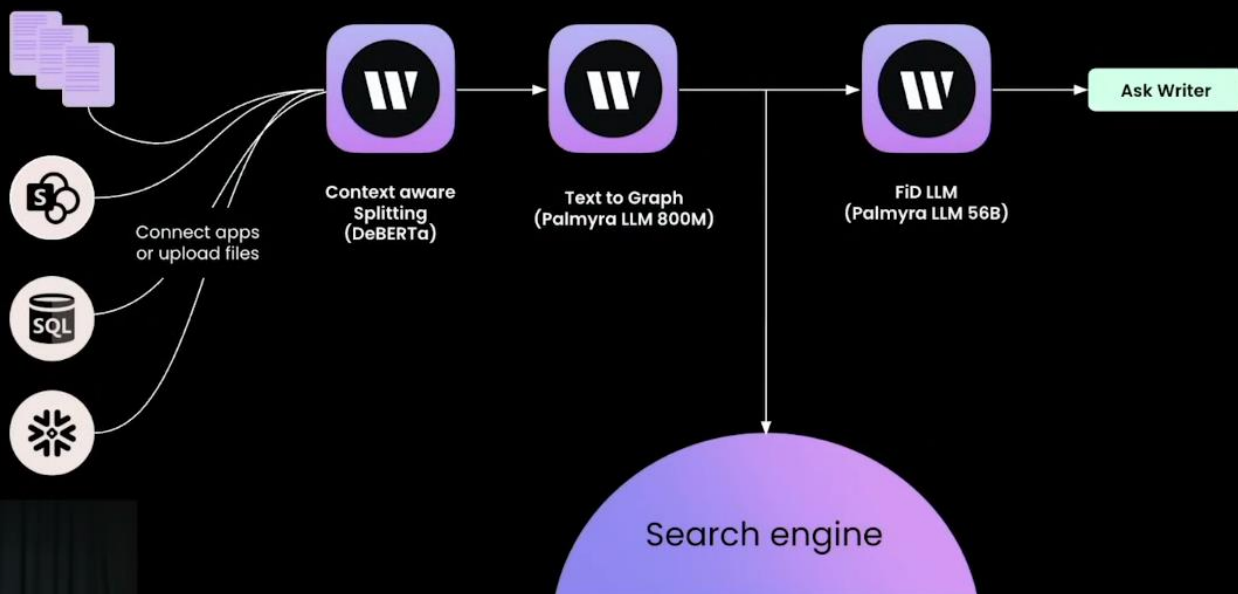 Ask Writer
Context aware
Splitting
(DeBERTa)
Text to Graph
(Palmyra LLM 800M)
FiD LLM
(Palmyra LLM 56B)
S
Connect apps
or upload files
SQL
Search engine